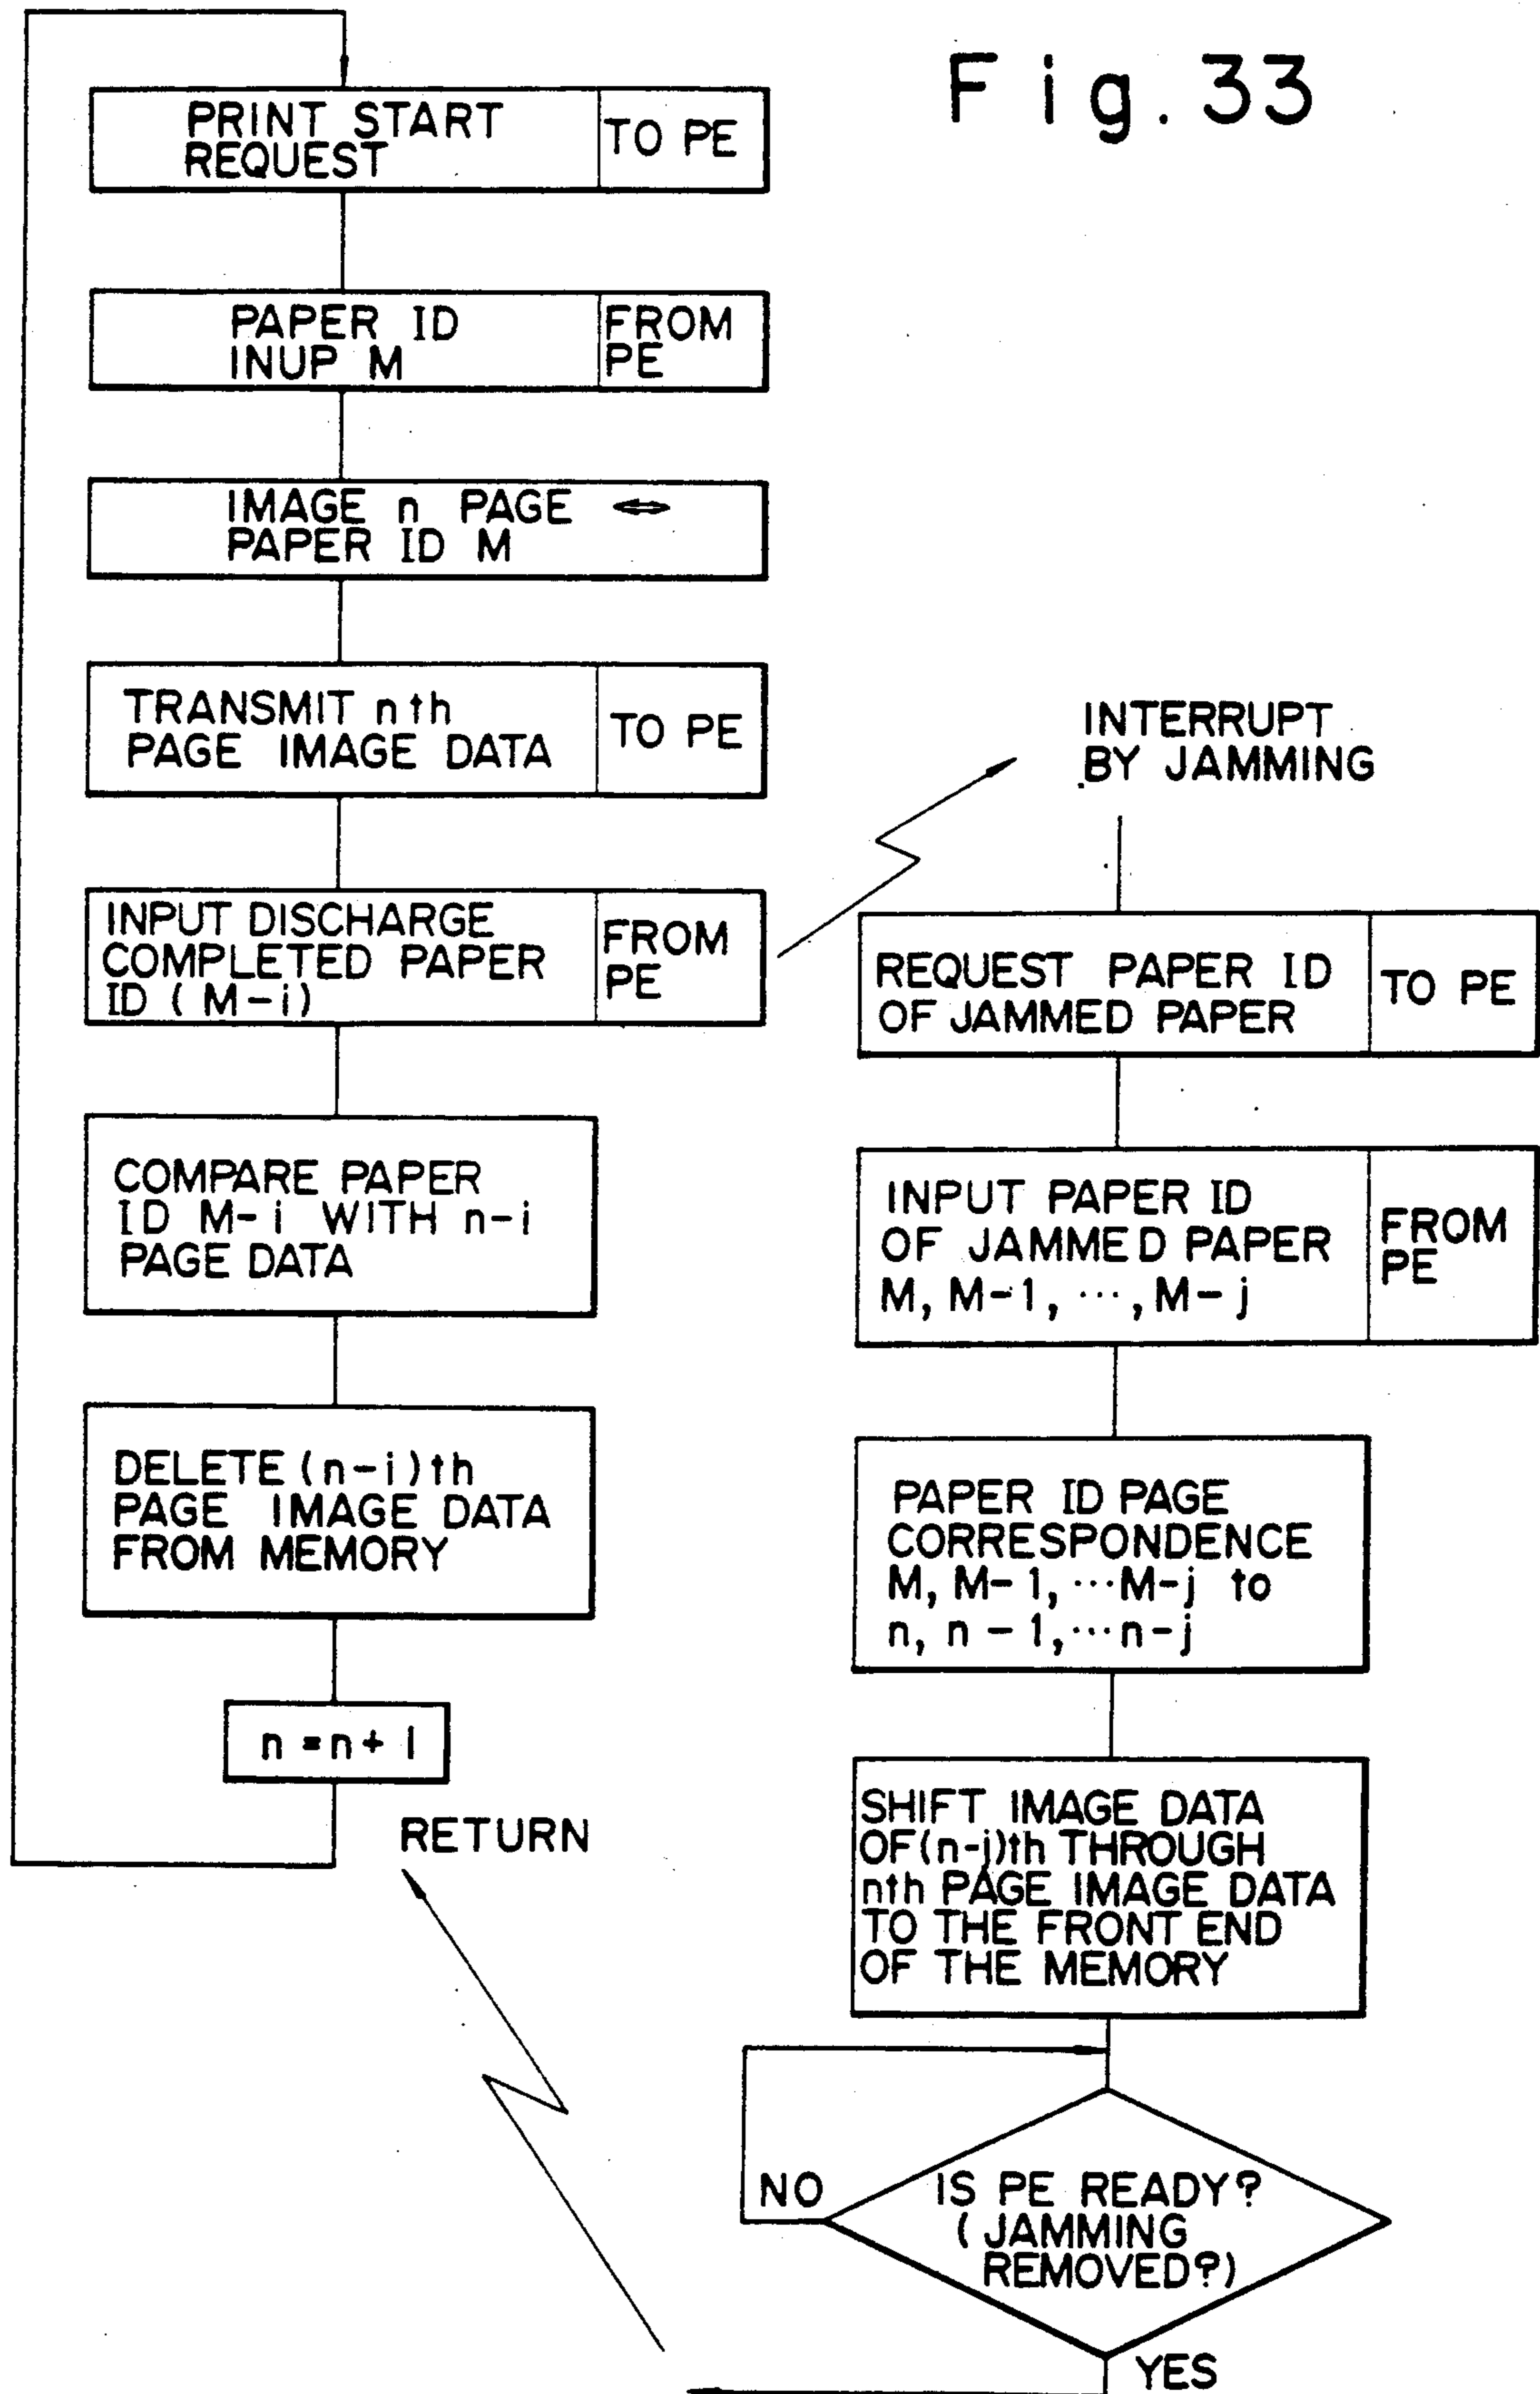 Fig. 33
PRINT START
REQUEST
TO PE
PAPER ID
INUP M
FROM
PE
IMAGE n PAGE ⇔
PAPER ID M
TRANSMIT nth
PAGE IMAGE DATA
TO PE
INPUT DISCHARGE
COMPLETED PAPER
ID (M-i)
FROM
PE
COMPARE PAPER
ID M-i WITH n-i
PAGE DATA
DELETE (n-i)th
PAGE IMAGE DATA
FROM MEMORY
n = n + 1
RETURN
INTERRUPT
BY JAMMING
REQUEST PAPER ID
OF JAMMED PAPER
TO PE
INPUT PAPER ID
OF JAMMED PAPER
M, M-1, ···, M-j
FROM
PE
PAPER ID PAGE
CORRESPONDENCE
M, M-1, ···M-j to
n, n-1, ···n-j
SHIFT IMAGE DATA
OF (n-j)th THROUGH
nth PAGE IMAGE DATA
TO THE FRONT END
OF THE MEMORY
NO
IS PE READY?
(JAMMING
REMOVED?)
YES